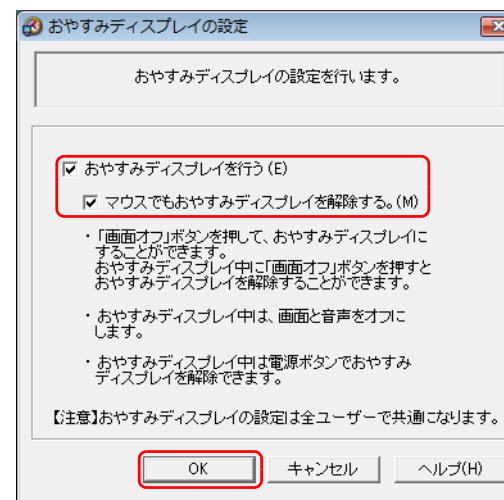 おやすみディスプレイの設定
おやすみディスプレイの設定を行います。
おやすみディスプレイを行う(E)
マウスでもおやすみディスプレイを解除する。(M)
・「画面オフ」ボタンを押して、おやすみディスプレイに
することができます。
おやすみディスプレイ中に「画面オフ」ボタンを押すと
おやすみディスプレイを解除することができます。
・おやすみディスプレイ中は、画面と音声をオフに
します。
・おやすみディスプレイ中は電源ボタンでおやすみ
ディスプレイを解除できます。
【注意】おやすみディスプレイの設定は全ユーザーで共通になります。
OK キャンセル ヘルプ(H)